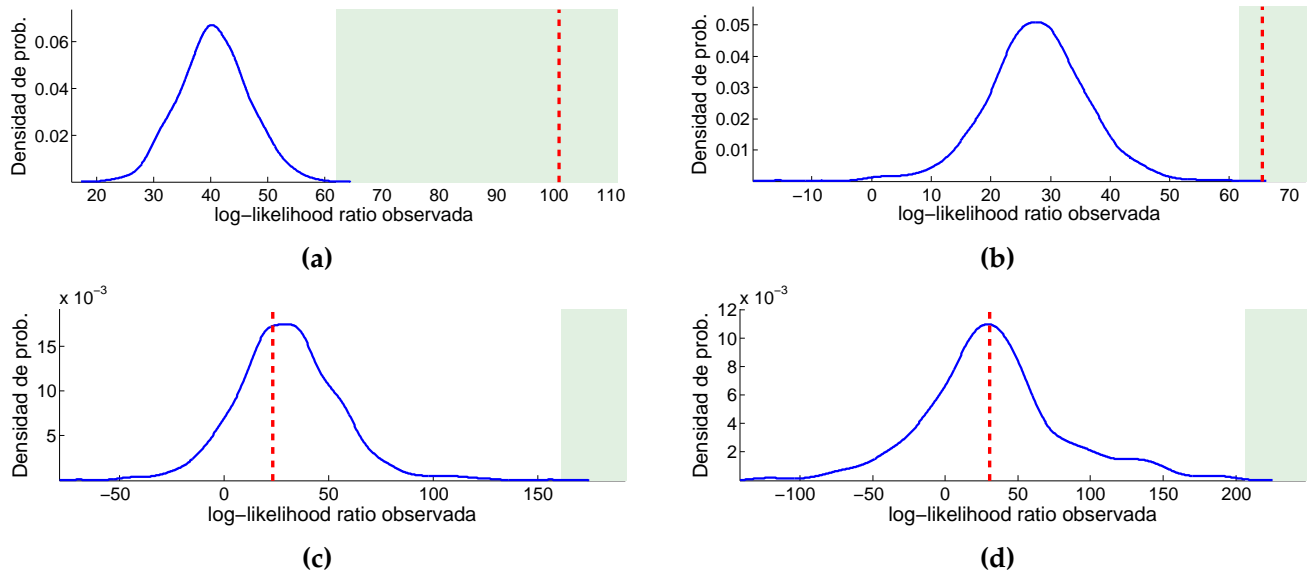 Densidad de prob.
0.06
0.04
0.02
20 30 40 50 60 70 80 90 100 110
log−likelihood ratio observada
(a)
Densidad de prob.
0.05
0.04
0.03
0.02
0.01
−10 0 10 20 30 40 50 60 70
log−likelihood ratio observada
(b)
x 10−3
Densidad de prob.
15
10
5
−50 0 50 100 150
log−likelihood ratio observada
(c)
x 10−3
Densidad de prob.
12
10
8
6
4
2
−100 −50 0 50 100 150 200
log−likelihood ratio observada
(d)